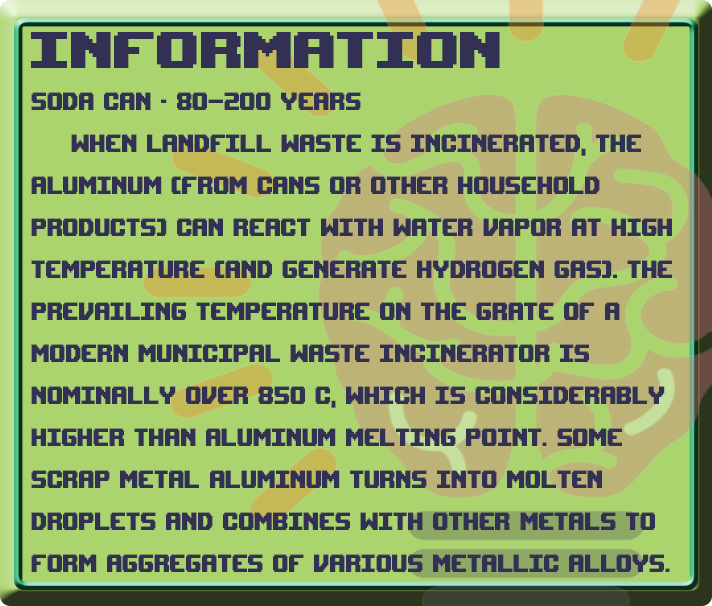 INFORMATION
SODA CAN - 80-200 YEARS
WHEN LANDFILL WASTE IS INCINERATED, THE
ALUMINUM (FROM CANS OR OTHER HOUSEHOLD
PRODUCTS) CAN REACT WITH WATER VAPOR AT HIGH
TEMPERATURE (AND GENERATE HYDROGEN GAS). THE
PREVAILING TEMPERATURE ON THE GRATE OF A
MODERN MUNICIPAL WASTE INCINERATOR IS
NOMINALLY OVER 850 C, WHICH IS CONSIDERABLY
HIGHER THAN ALUMINUM MELTING POINT. SOME
SCRAP METAL ALUMINUM TURNS INTO MOLTEN
DROPLETS AND COMBINES WITH OTHER METALS TO
FORM AGGREGATES OF VARIOUS METALLIC ALLOYS.